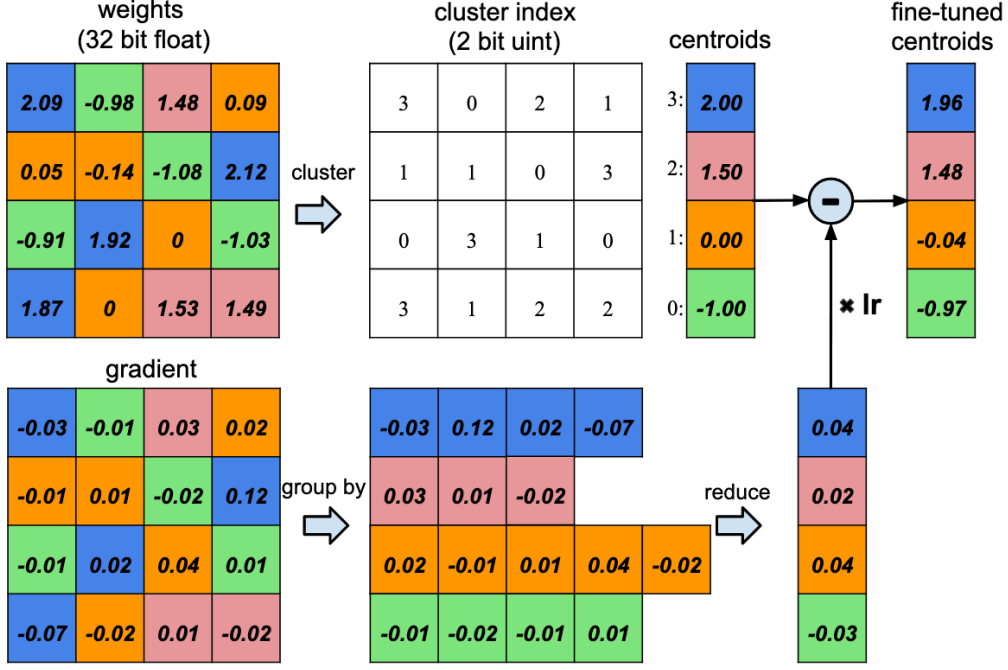 weights
(32 bit float)
cluster index
(2 bit uint)
centroids
fine-tuned
centroids
2.09 -0.98 1.48 0.09
0.05 -0.14 -1.08 2.12
-0.91 1.92 0 -1.03
1.87 0 1.53 1.49
cluster
3 0 2 1
1 1 0 3
0 3 1 0
3 1 2 2
3: 2.00
2: 1.50
1: 0.00
0: -1.00
-
× lr
1.96
1.48
-0.04
-0.97
gradient
-0.03 -0.01 0.03 0.02
-0.01 0.01 -0.02 0.12
-0.01 0.02 0.04 0.01
-0.07 -0.02 0.01 -0.02
group by
-0.03 0.12 0.02 -0.07
0.03 0.01 -0.02
0.02 -0.01 0.01 0.04 -0.02
-0.01 -0.02 -0.01 0.01
reduce
0.04
0.02
0.04
-0.03